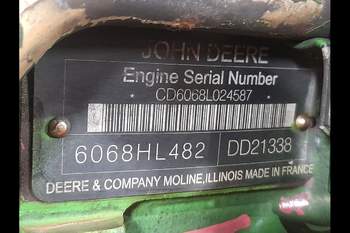 JOHN DEERE
Engine Serial Number
CD6068L024587
6068HL482 DD21338
DEERE & COMPANY MOLINE,ILLINOIS MADE IN FRANCE